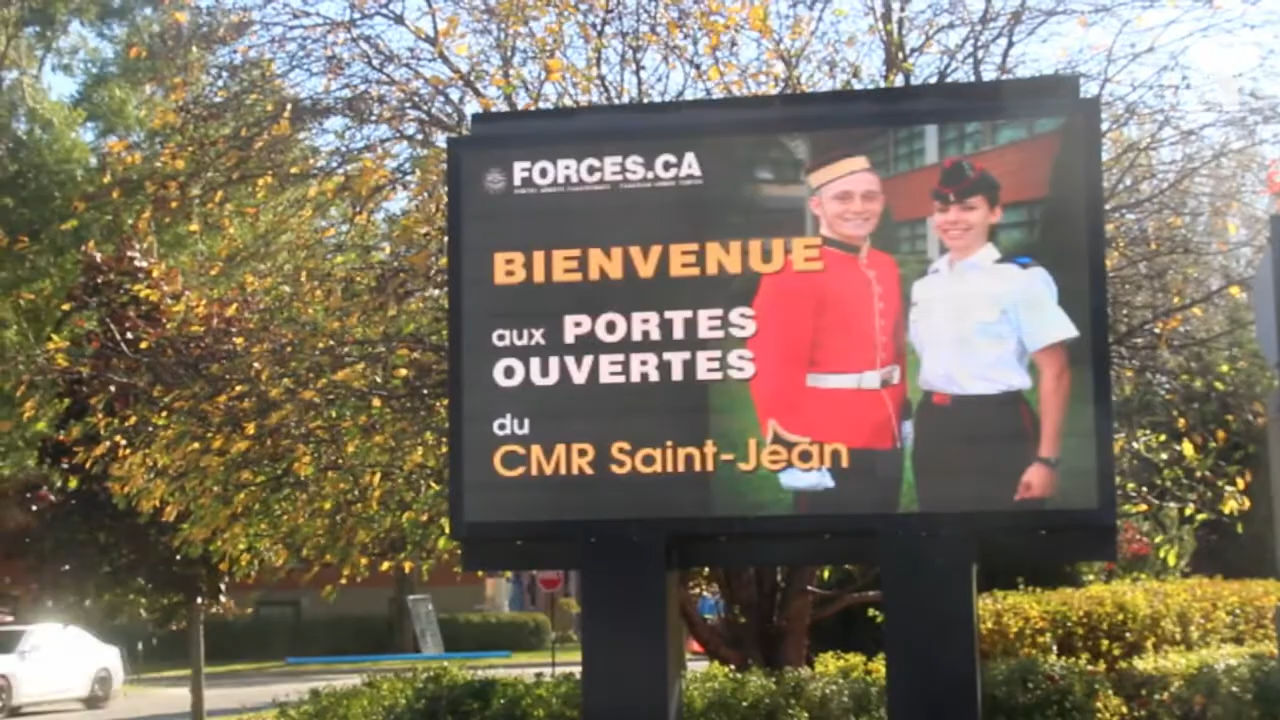 FORCES.CA
BIENVENUE
aux PORTES
OUVERTES
du
CMR Saint-Jean